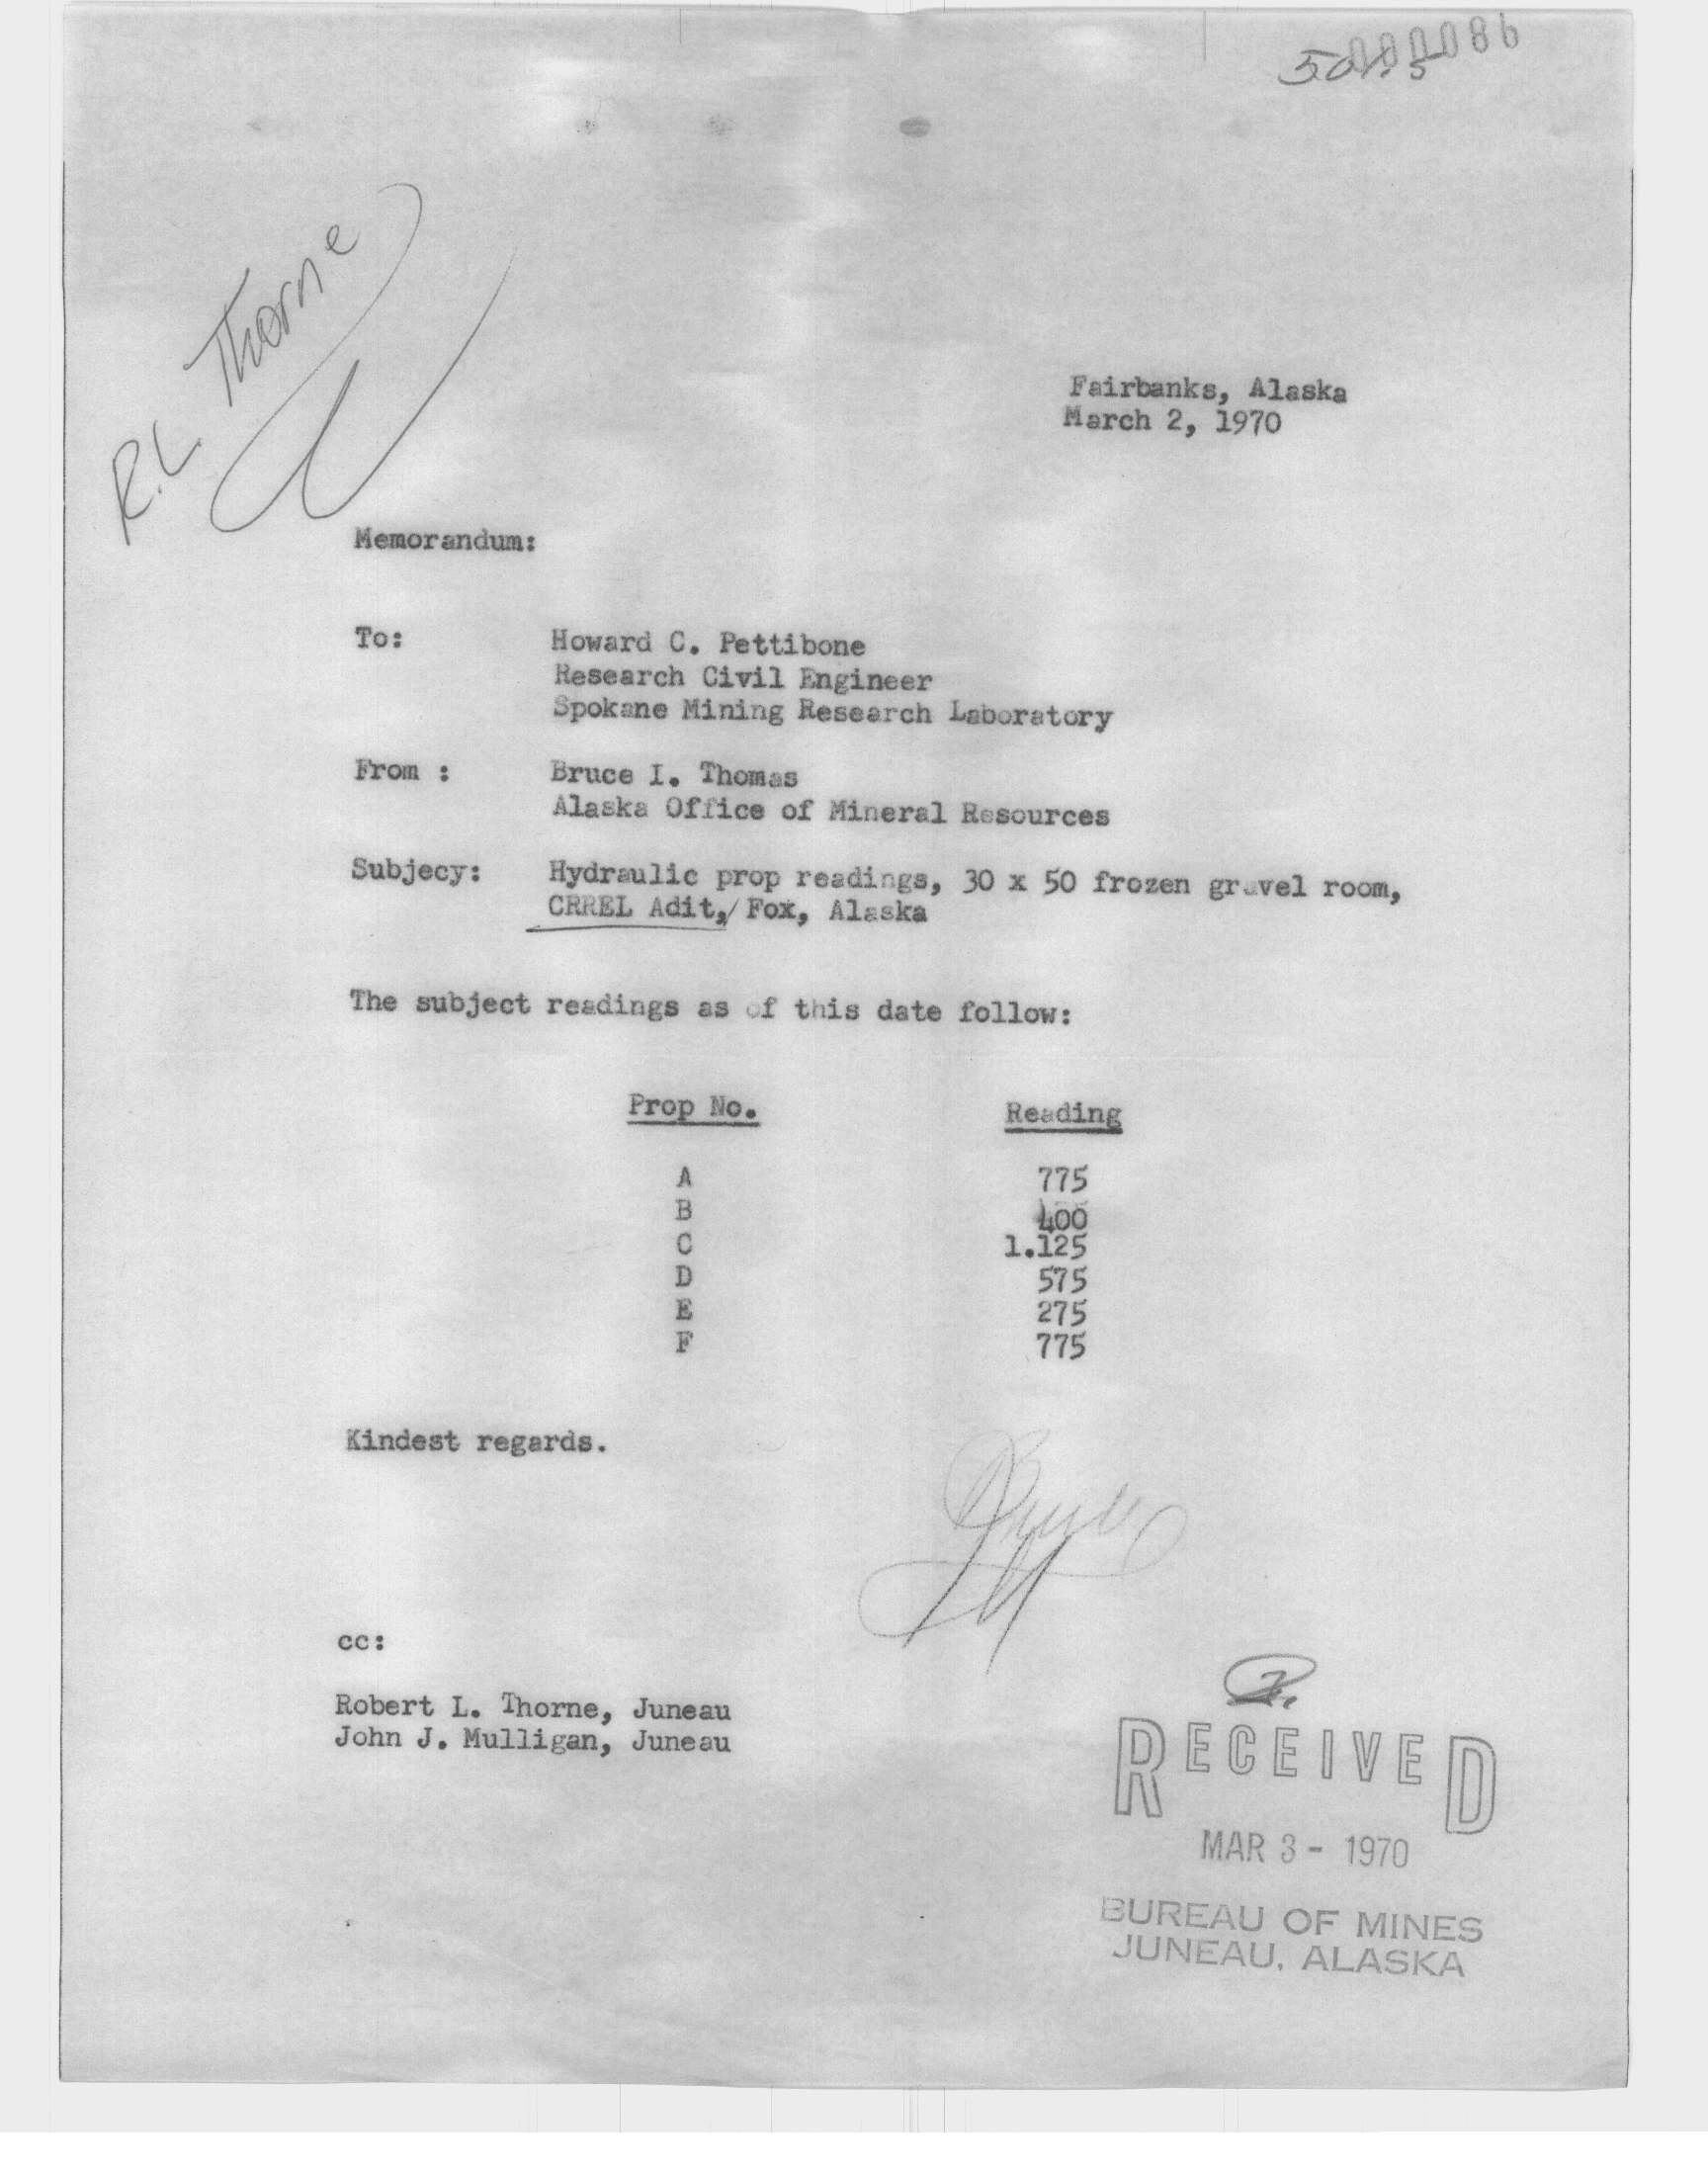 R.L Thorne
Fairbanks, Alaska
March 2, 1970
Memorandum:
To: Howard C. Pettibone
Research Civil Engineer
Spokane Mining Research Laboratory
From : Bruce I. Thomas
Alaska Office of Mineral Resources
Subjecy: Hydraulic prop readings, 30 x 50 frozen gravel room,
CRREL Adit, Fox, Alaska
The subject readings as of this date follow:
Prop No. Reading
A 775
B 400
C 1.125
D 575
E 275
F 775
Kindest regards.
Bruce
cc:
Robert L. Thorne, Juneau
John J. Mulligan, Juneau
RECEIVED
MAR 3 - 1970
BUREAU OF MINES
JUNEAU, ALASKA